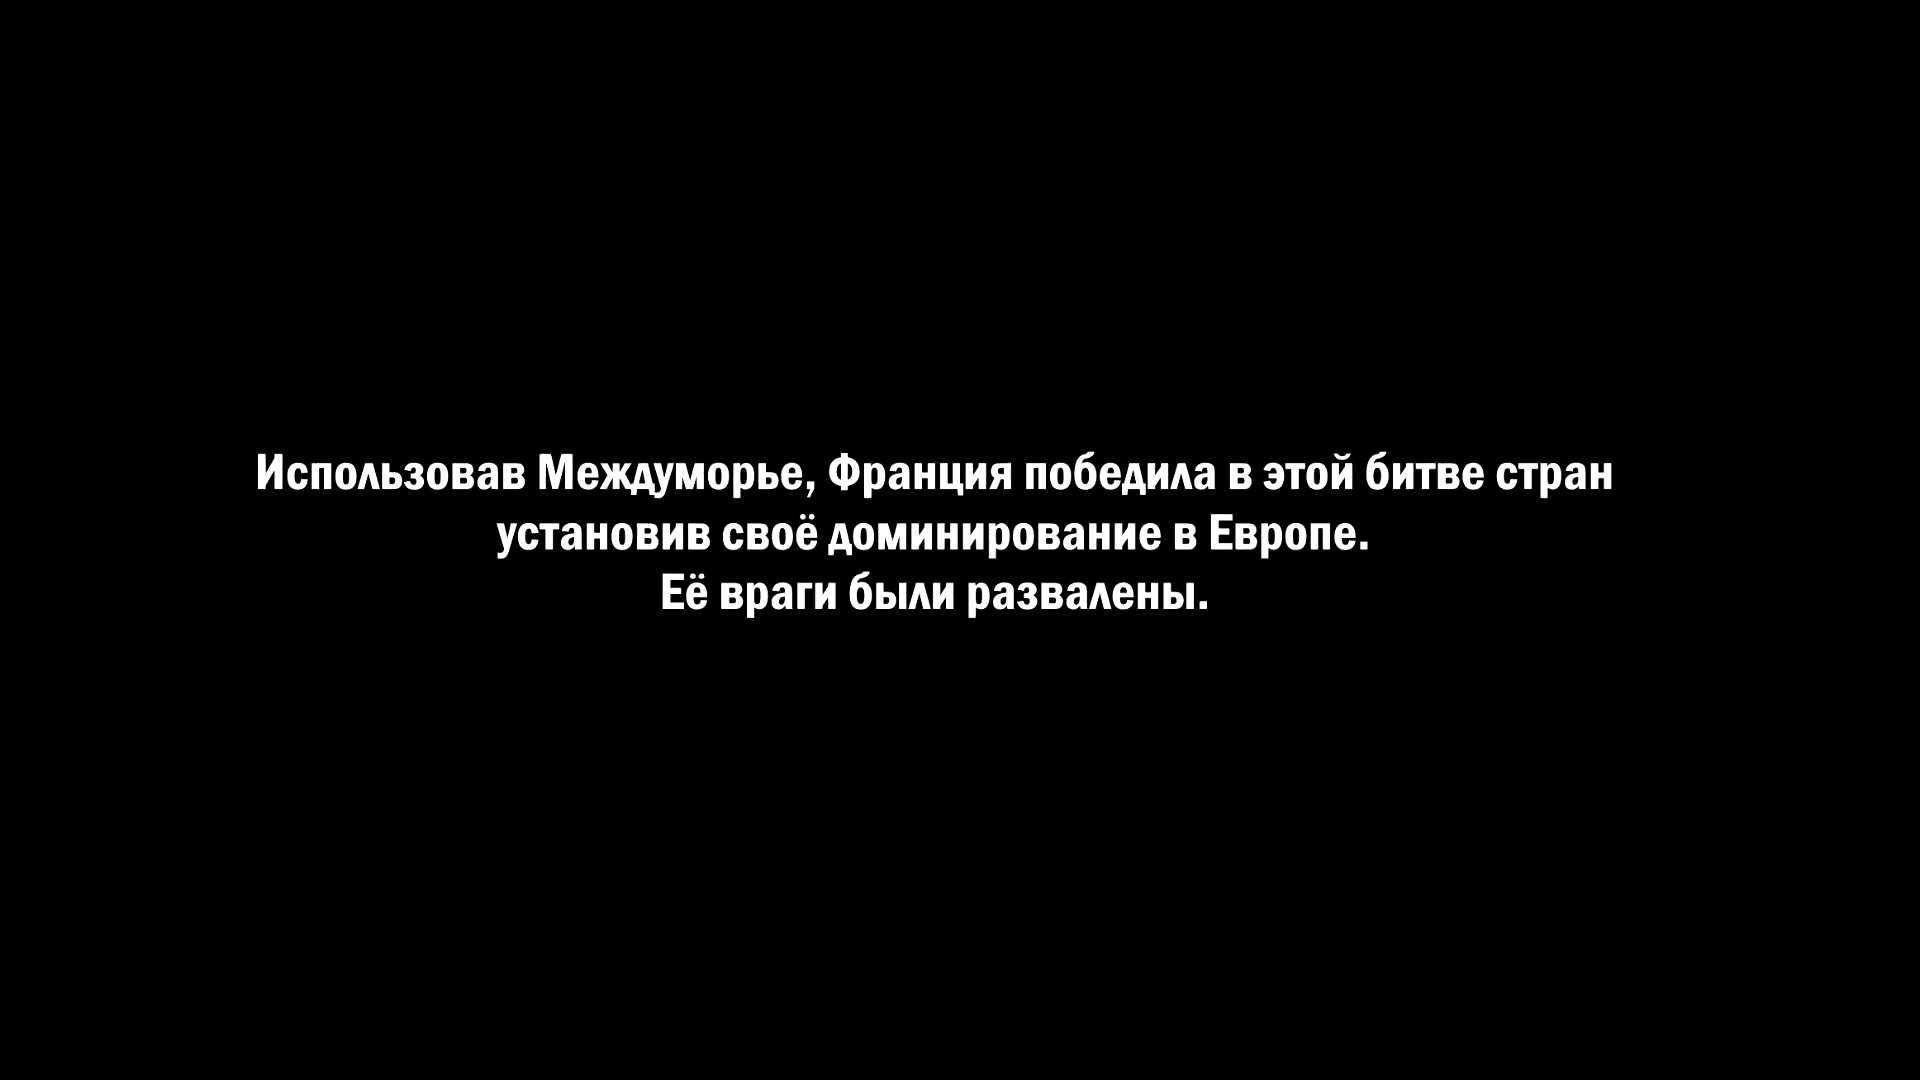 Использовав Междуморье, Франция победила в этой битве стран
установив своё доминирование в Европе.
Её враги были развалены.